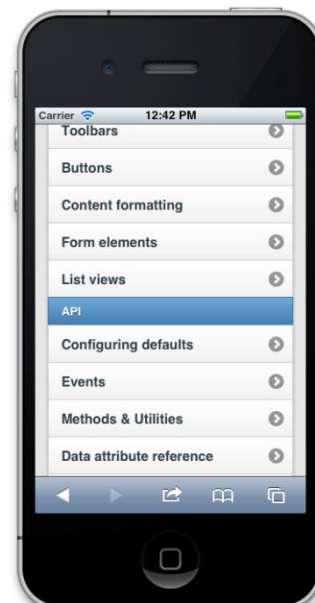 Carrier 12:42 PM
Toolbars
Buttons
Content formatting
Form elements
List views
API
Configuring defaults
Events
Methods & Utilities
Data attribute reference